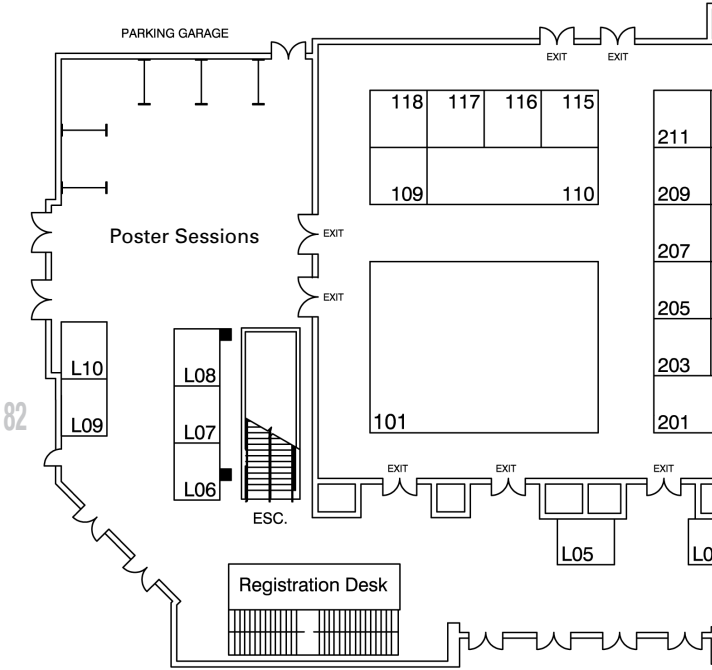 PARKING GARAGE
EXIT EXIT
118 117 116 115
211
109 110
209
Poster Sessions
EXIT
207
EXIT
205
L10
L08
203
L09
82
101
201
L07
L06
EXIT EXIT EXIT
ESC.
L05
Registration Desk